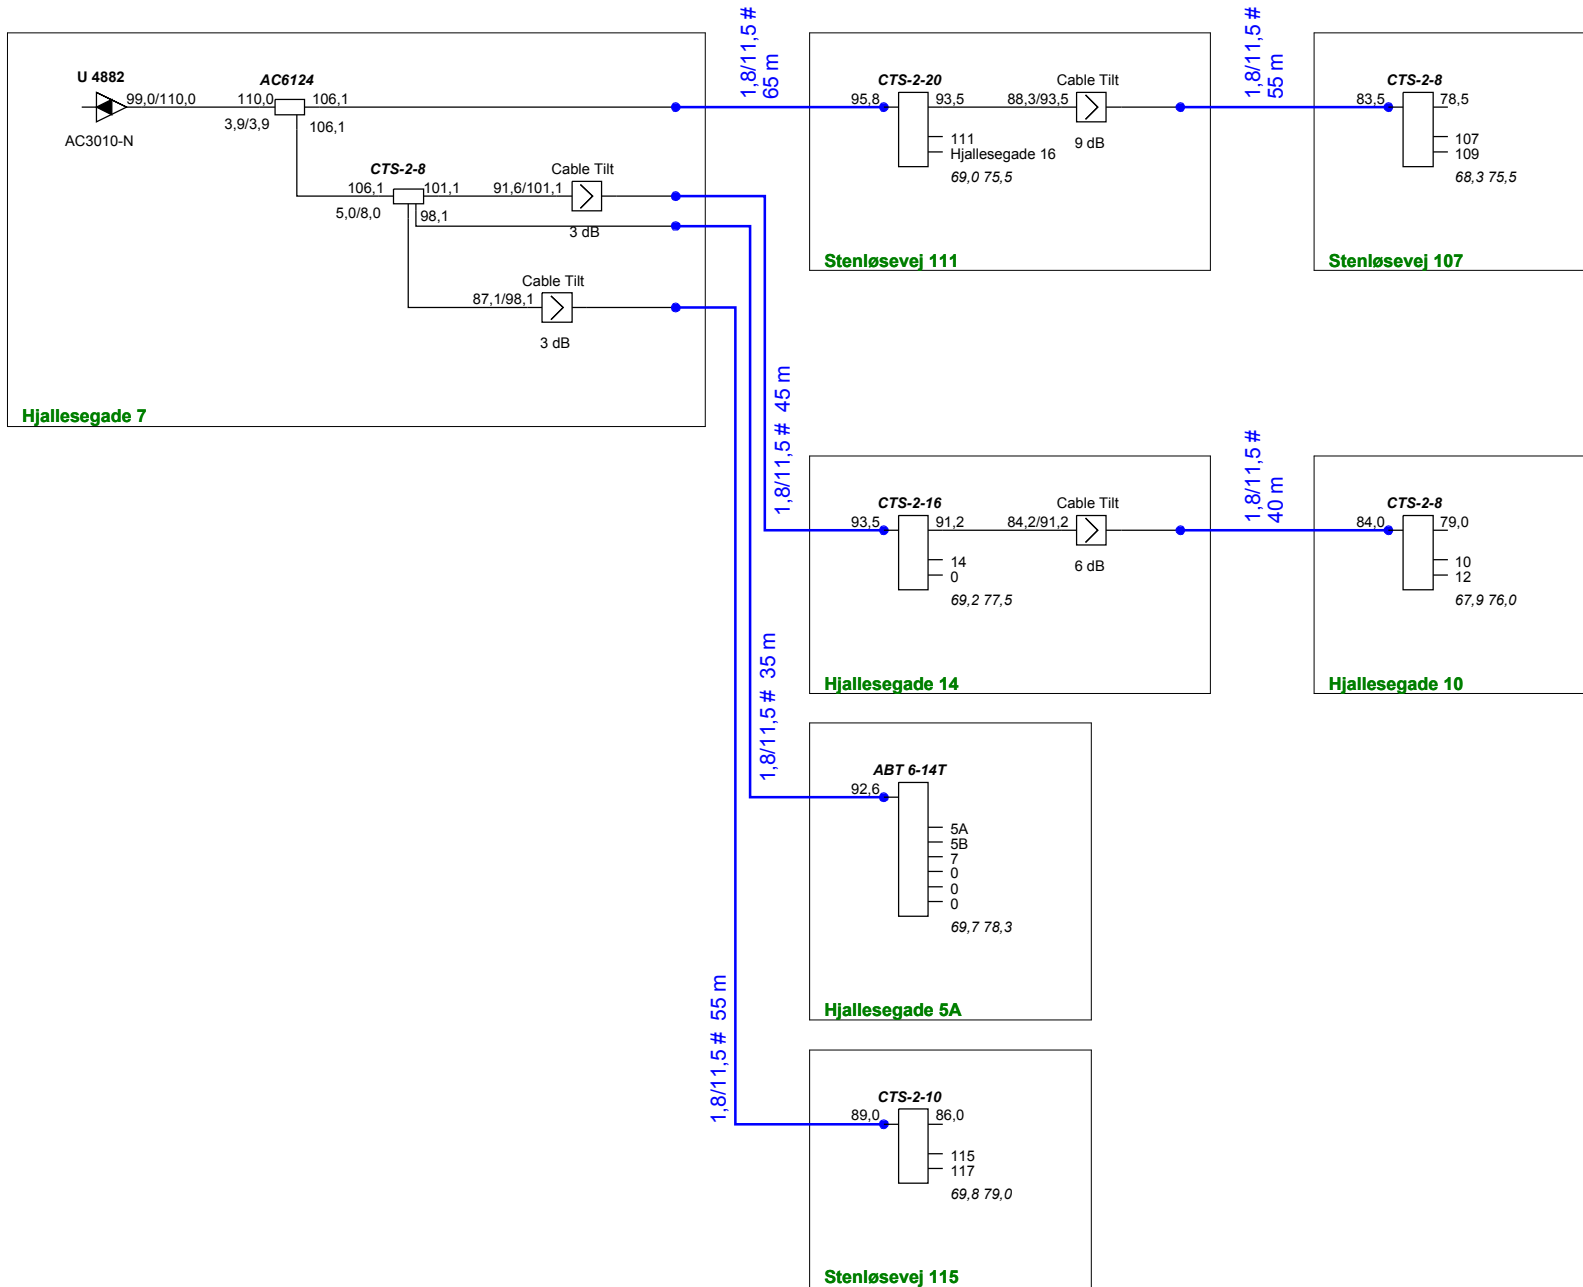 U 4882
99,0/110,0
AC3010-N
AC6124
110,0
106,1
3,9/3,9
106,1
CTS-2-8
106,1
101,1
5,0/8,0
98,1
Cable Tilt
91,6/101,1
3 dB
Cable Tilt
87,1/98,1
3 dB
Hjallesegade 7
1,8/11,5 #
65 m
CTS-2-20
95,8
93,5
111
Hjallesegade 16
69,0 75,5
Cable Tilt
88,3/93,5
9 dB
Stenløsevej 111
1,8/11,5 #
55 m
CTS-2-8
83,5
78,5
107
109
68,3 75,5
Stenløsevej 107
1,8/11,5 # 45 m
CTS-2-16
93,5
91,2
14
0
69,2 77,5
Cable Tilt
84,2/91,2
6 dB
Hjallesegade 14
1,8/11,5 #
40 m
CTS-2-8
84,0
79,0
10
12
67,9 76,0
Hjallesegade 10
1,8/11,5 # 35 m
ABT 6-14T
92,6
5A
5B
7
0
0
0
69,7 78,3
Hjallesegade 5A
1,8/11,5 # 55 m
CTS-2-10
89,0
86,0
115
117
69,8 79,0
Stenløsevej 115